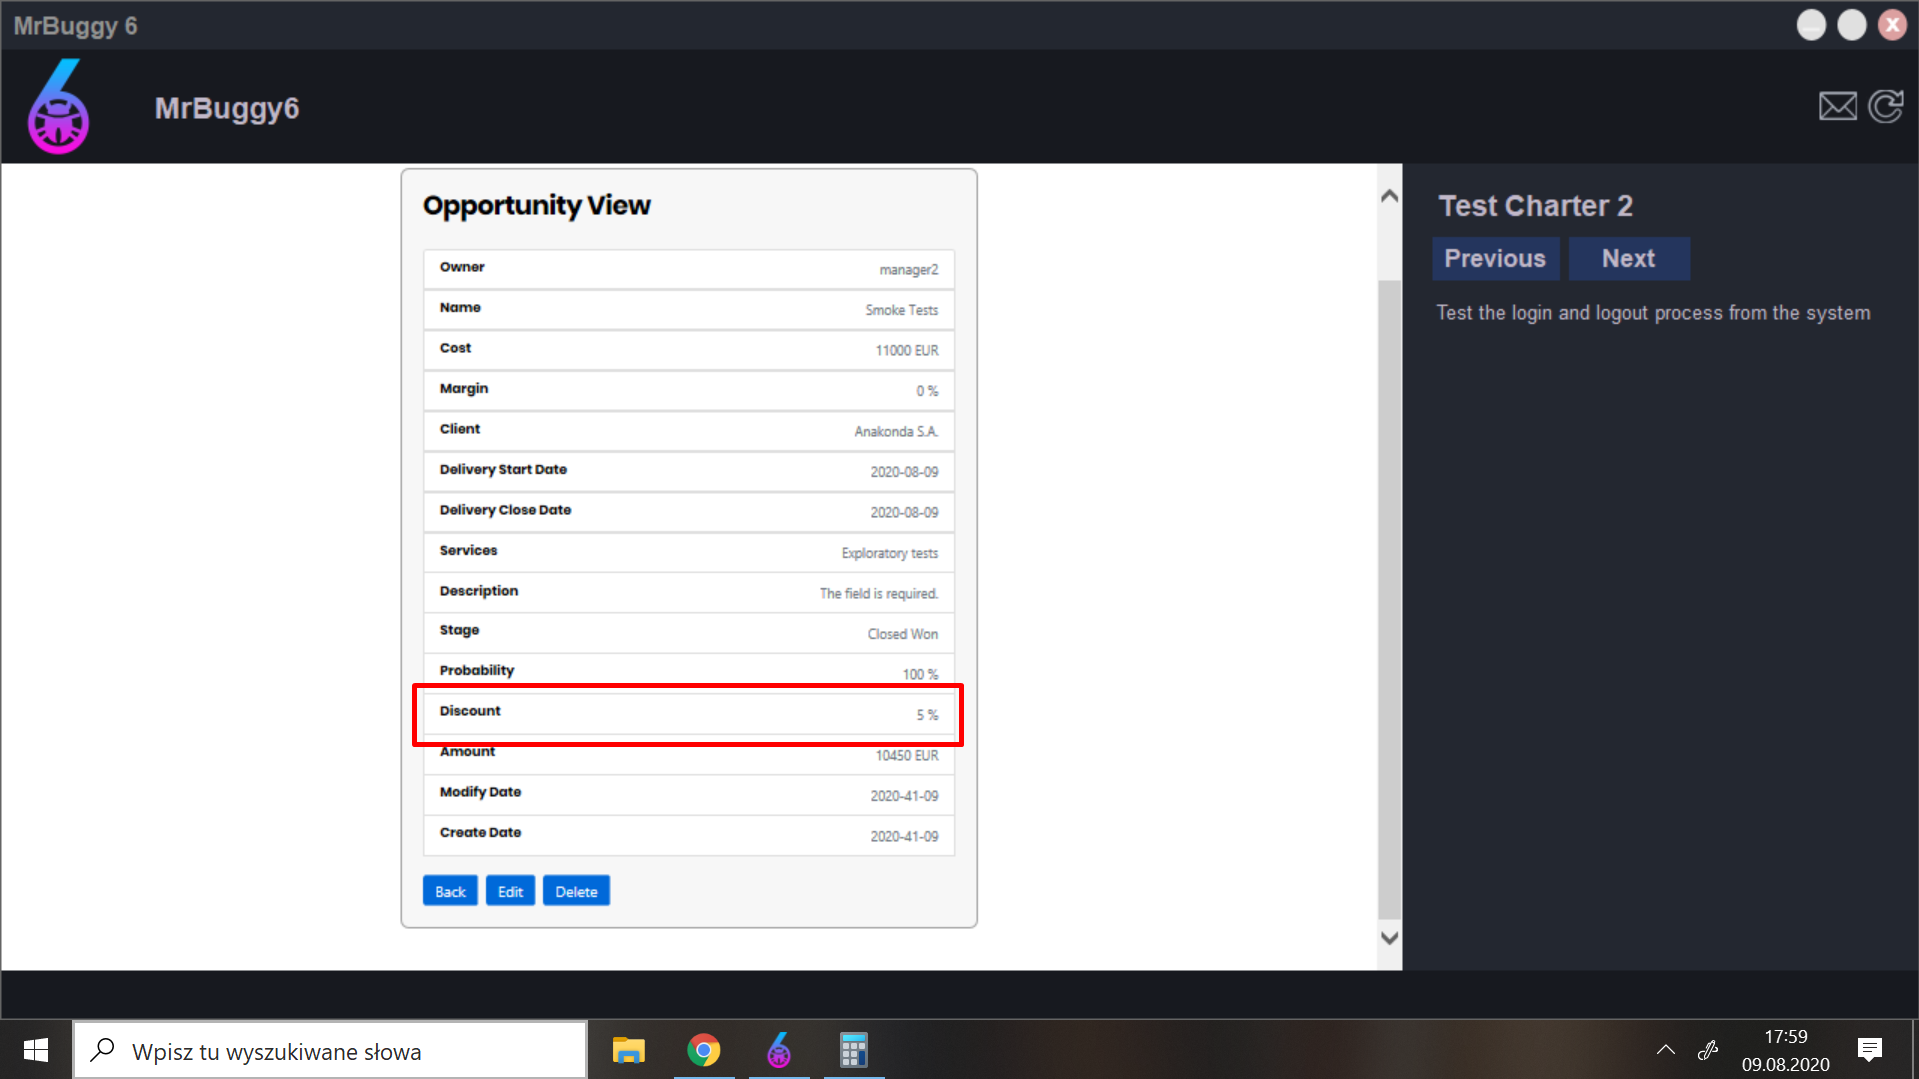 MrBuggy 6
MrBuggy6
Opportunity View
Owner manager2
Name Smoke Tests
Cost 11000 EUR
Margin 0 %
Client Anakonda S.A.
Delivery Start Date 2020-08-09
Delivery Close Date 2020-08-09
Services Exploratory tests
Description The field is required.
Stage Closed Won
Probability 100 %
Discount 5 %
Amount 10450 EUR
Modify Date 2020-41-09
Create Date 2020-41-09
Back Edit Delete
Test Charter 2
Previous Next
Test the login and logout process from the system
Wpisz tu wyszukiwane słowa
17:59
09.08.2020